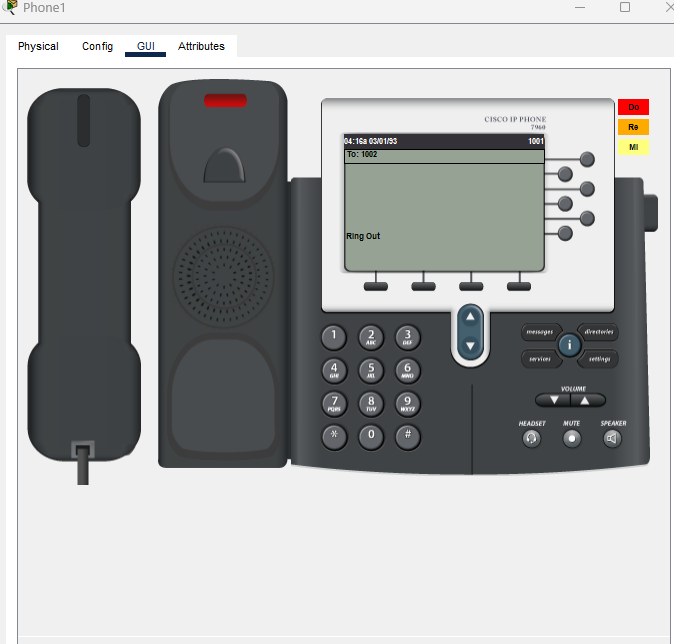 Phone1
Physical Config GUI Attributes
CISCO IP PHONE
7960
04:16a 03/01/93 1001
To: 1002
Ring Out
Do
Re
MI
1
2
ABC
3
DEF
4
GHI
5
JKL
6
MNO
7
PQRS
8
TUV
9
WXYZ
*
0
#
messages
directories
i
services
settings
VOLUME
HEADSET MUTE SPEAKER